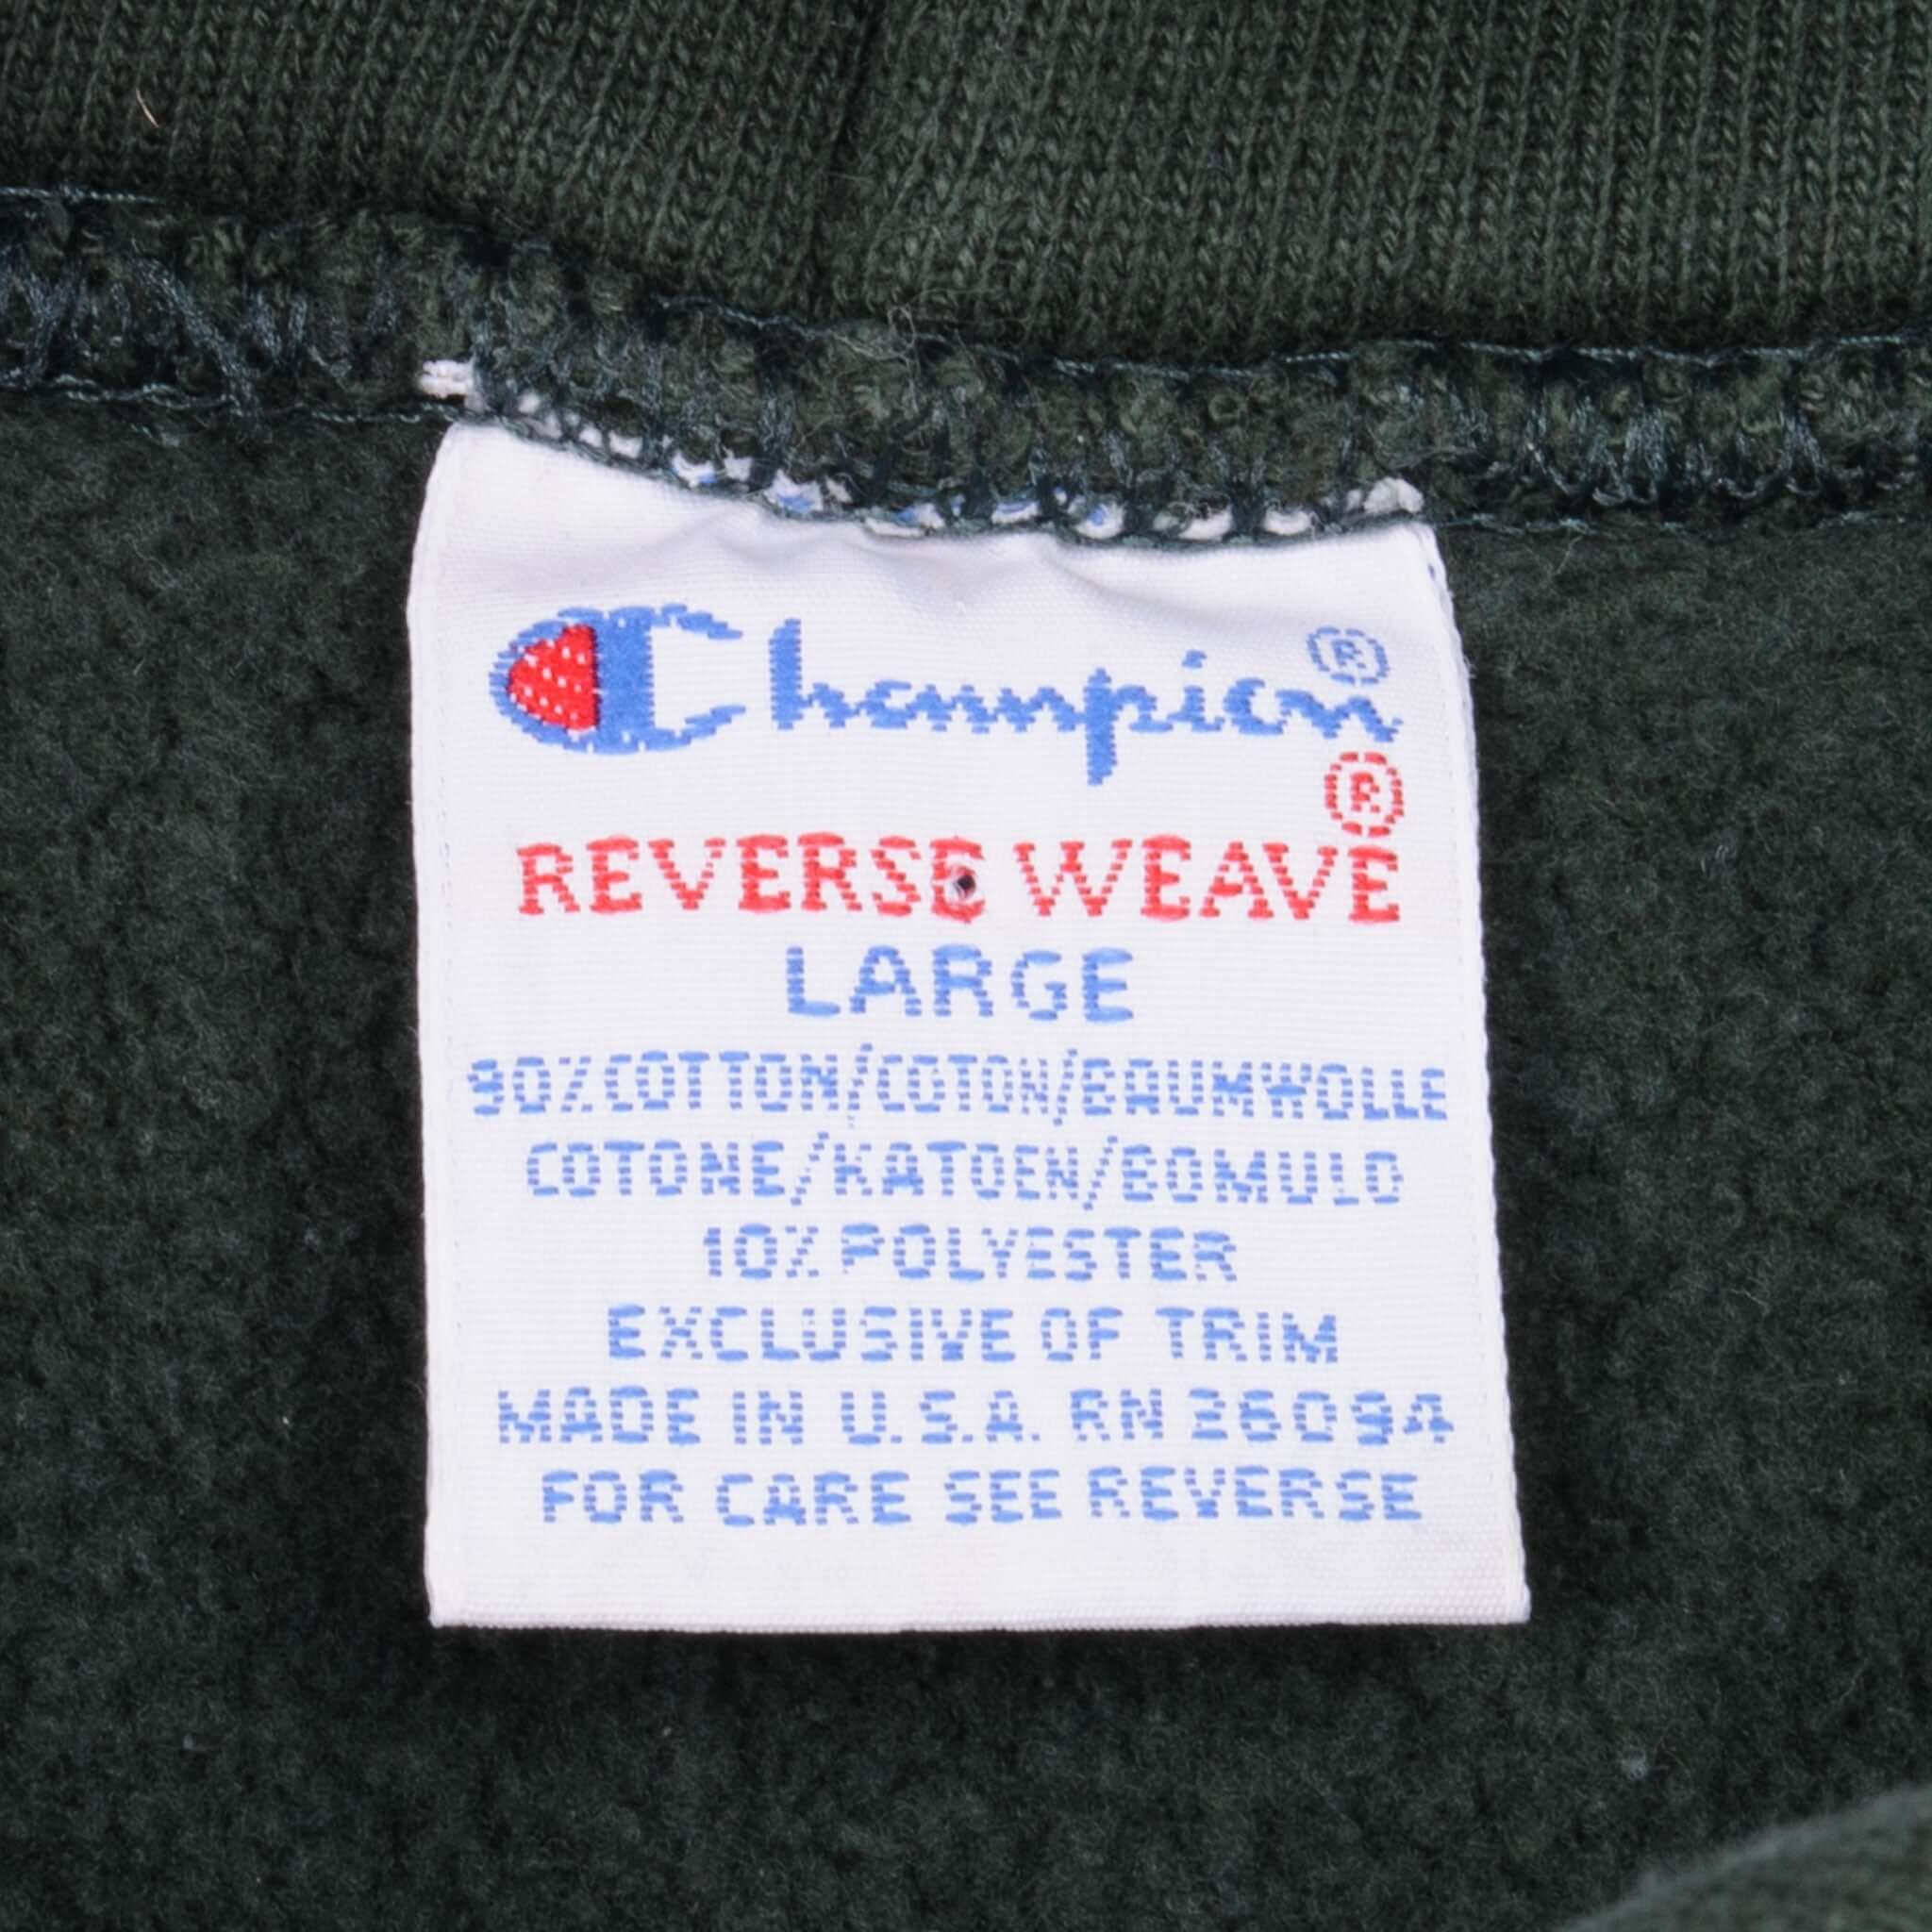 Champion®
REVERSE WEAVE®
LARGE
90% COTTON/COTON/BAUMWOLLE
COTONE/KATOEN/BOMULD
10% POLYESTER
EXCLUSIVE OF TRIM
MADE IN U.S.A. RN 26094
FOR CARE SEE REVERSE